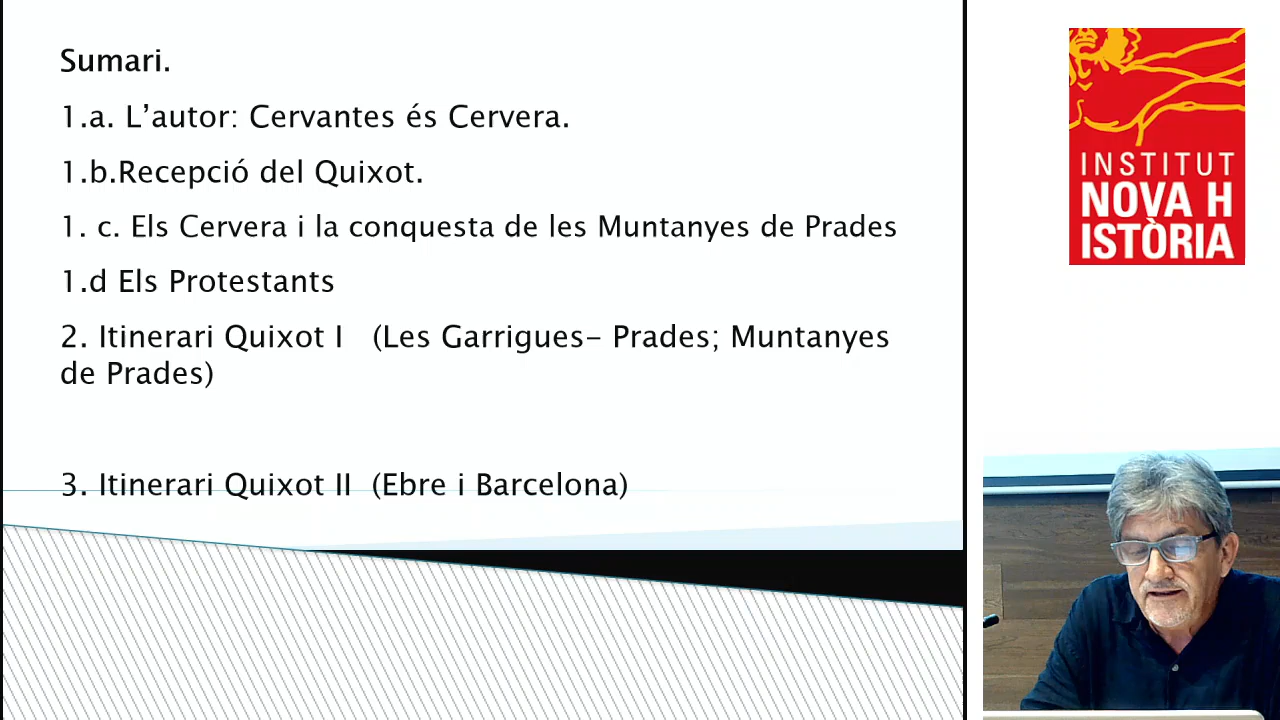 Sumari.
1.a. L’autor: Cervantes és Cervera.
1.b.Recepció del Quixot.
1. c. Els Cervera i la conquesta de les Muntanyes de Prades
1.d Els Protestants
2. Itinerari Quixot I (Les Garrigues– Prades; Muntanyes
de Prades)
3. Itinerari Quixot II (Ebre i Barcelona)
INSTITUT
NOVA H
ISTÒRIA